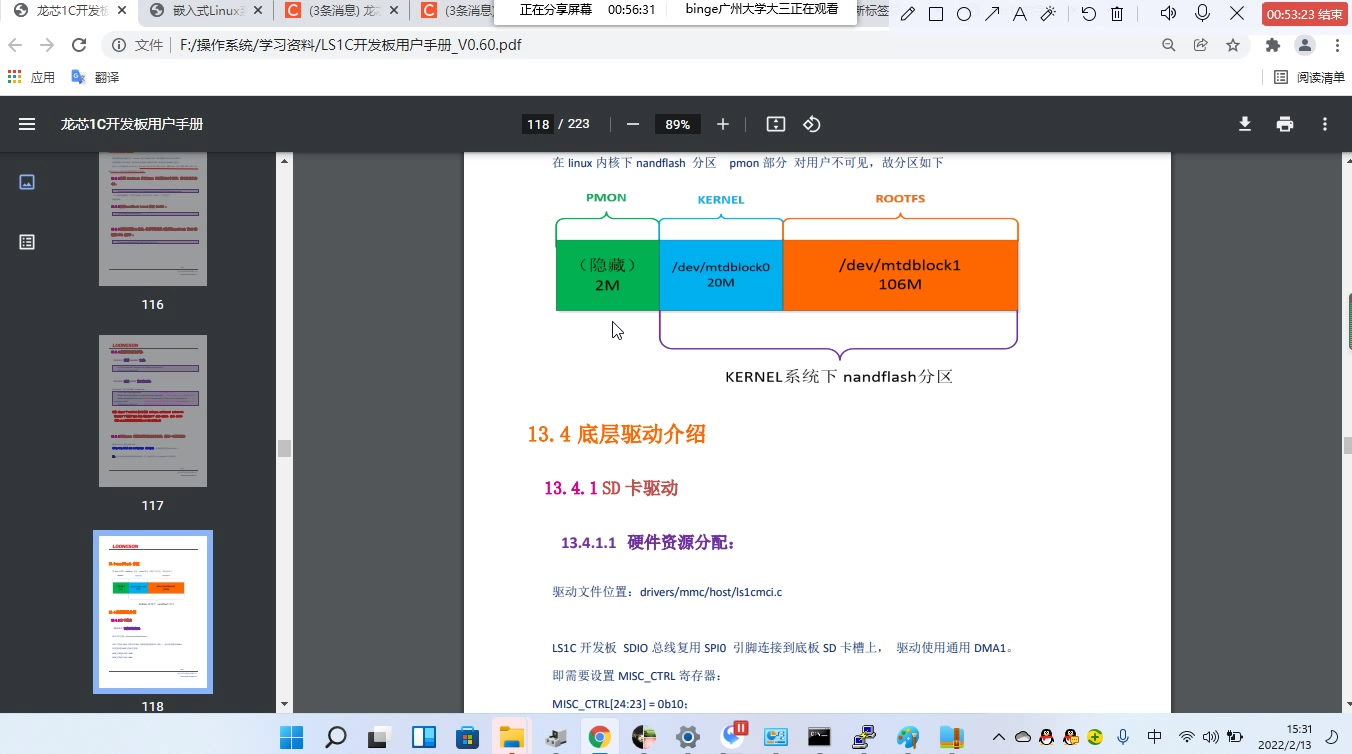 龙芯1C开发板
嵌入式Linux系
(3条消息) 龙芯
(3条消息)
正在分享屏幕 00:56:31 binge广州大学大三正在观看
新标签
00:53:23 结束
文件 F:/操作系统/学习资料/LS1C开发板用户手册_V0.60.pdf
应用 翻译 阅读清单
龙芯1C开发板用户手册
118 / 223
89%
116
117
118
在 linux 内核下 nandflash 分区 pmon 部分 对用户不可见，故分区如下
PMON KERNEL ROOTFS
（隐藏）
2M
/dev/mtdblock0
20M
/dev/mtdblock1
106M
KERNEL系统下 nandflash分区
13.4 底层驱动介绍
13.4.1 SD 卡驱动
13.4.1.1 硬件资源分配：
驱动文件位置：drivers/mmc/host/ls1cmci.c
LS1C 开发板 SDIO 总线复用 SPI0 引脚连接到底板 SD 卡槽上， 驱动使用通用 DMA1。
即需要设置 MISC_CTRL 寄存器：
MISC_CTRL[24:23] = 0b10;
中
15:31
2022/2/13